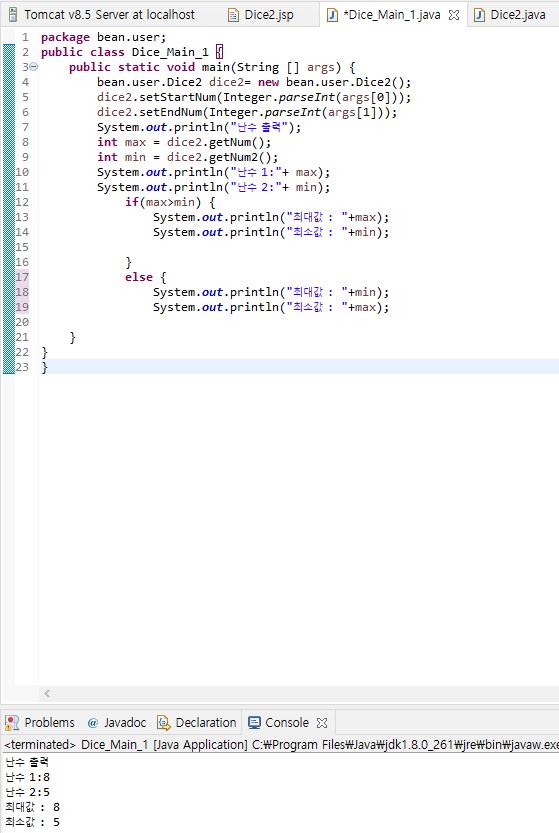 Tomcat v8.5 Server at localhost Dice2.jsp *Dice_Main_1.java Dice2.java
1 package bean.user;
2 public class Dice_Main_1 {
3 public static void main(String [] args) {
4 bean.user.Dice2 dice2= new bean.user.Dice2();
5 dice2.setStartNum(Integer.parseInt(args[0]));
6 dice2.setEndNum(Integer.parseInt(args[1]));
7 System.out.println("난수 출력");
8 int max = dice2.getNum();
9 int min = dice2.getNum2();
10 System.out.println("난수 1:"+ max);
11 System.out.println("난수 2:"+ min);
12 if(max>min) {
13 System.out.println("최대값 : "+max);
14 System.out.println("최소값 : "+min);
15
16 }
17 else {
18 System.out.println("최대값 : "+min);
19 System.out.println("최소값 : "+max);
20
21 }
22 }
23 }
Problems @ Javadoc Declaration Console
<terminated> Dice_Main_1 [Java Application] C:₩Program Files₩Java₩jdk1.8.0_261₩jre₩bin₩javaw.exe
난수 출력
난수 1:8
난수 2:5
최대값 : 8
최소값 : 5